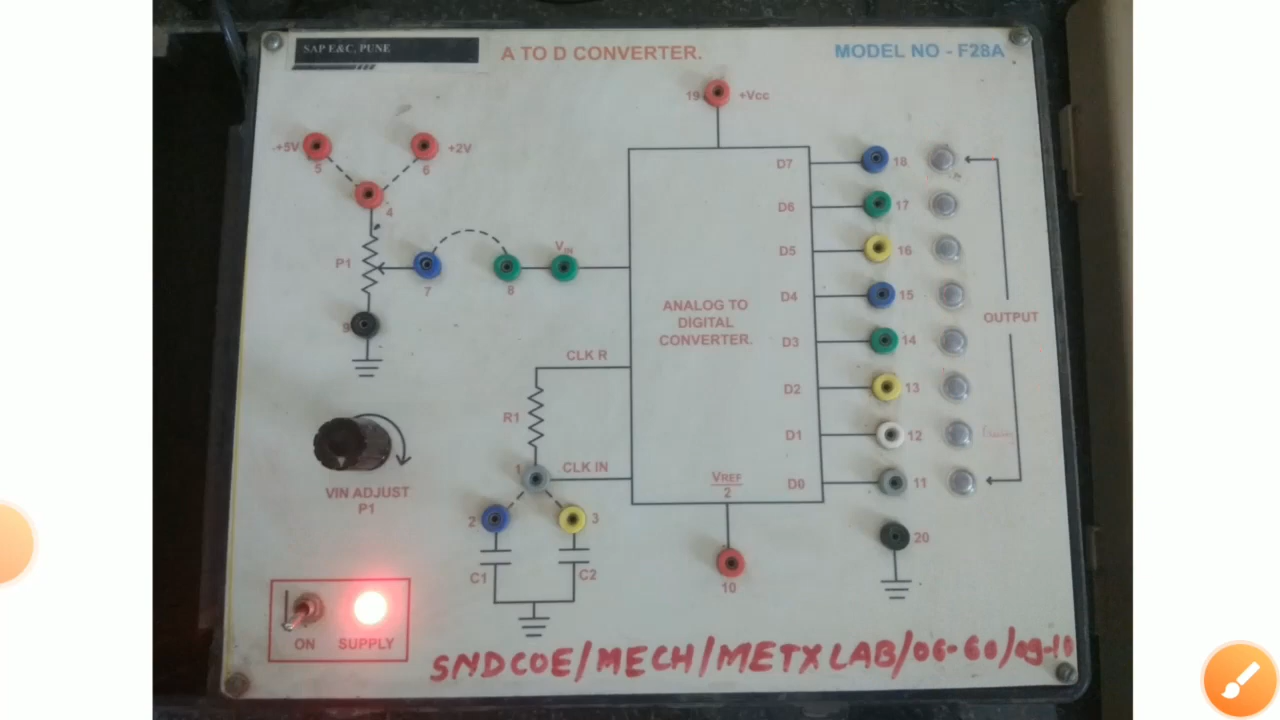 SAP E&C, PUNE
A TO D CONVERTER.
MODEL NO - F28A
19
+Vcc
+5V
5
6
+2V
4
P1
7
8
VIN
9
ANALOG TO
DIGITAL
CONVERTER.
D7
18
D6
17
D5
16
D4
15
D3
14
D2
13
D1
12
D0
11
OUTPUT
CLK R
R1
1
CLK IN
2
3
C1
C2
VREF
2
10
20
VIN ADJUST
P1
ON
SUPPLY
SNDCOE/MECH/METX LAB/06-60/09-10